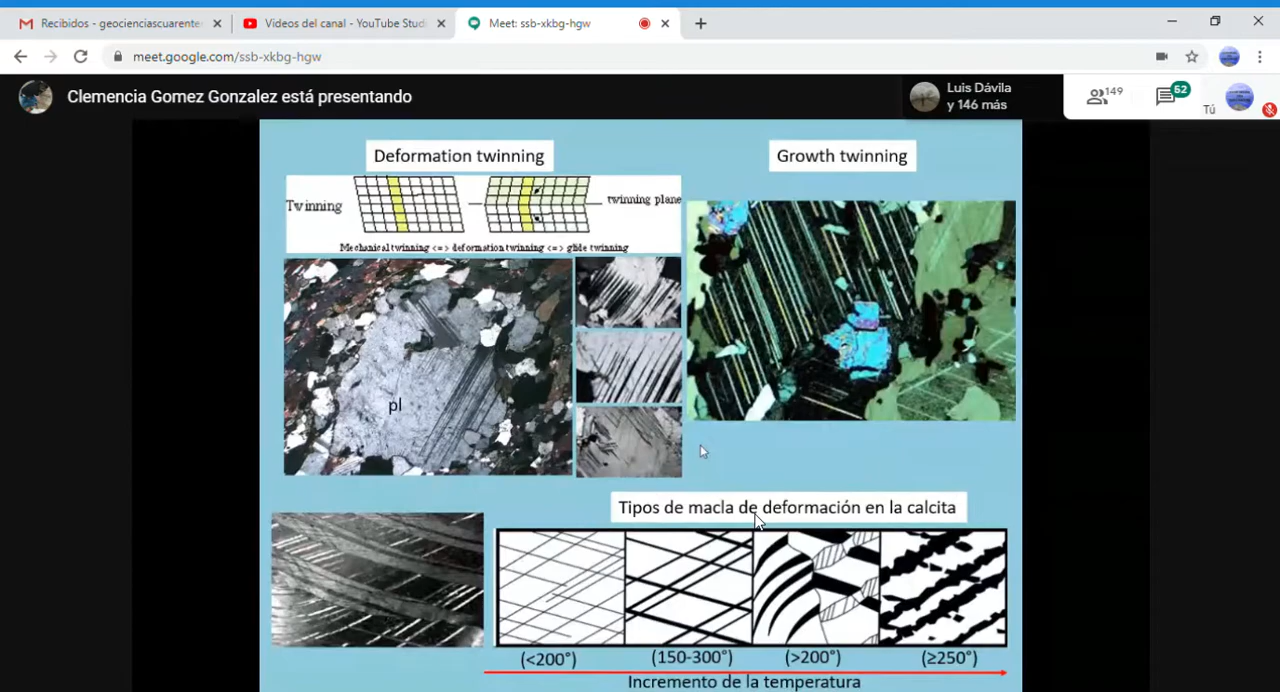 Recibidos - geocienciascuarente
Videos del canal - YouTube Studi
Meet: ssb-xkbg-hgw
meet.google.com/ssb-xkbg-hgw
Clemencia Gomez Gonzalez está presentando
Luis Dávila
y 146 más
149
62
Tú
Deformation twinning
Growth twinning
Twinning
twinning plane
Mechanical twinning <=> deformation twinning <=> glide twinning
pl
Tipos de macla de deformación en la calcita
(<200°)
(150-300°)
(>200°)
(≥250°)
Incremento de la temperatura